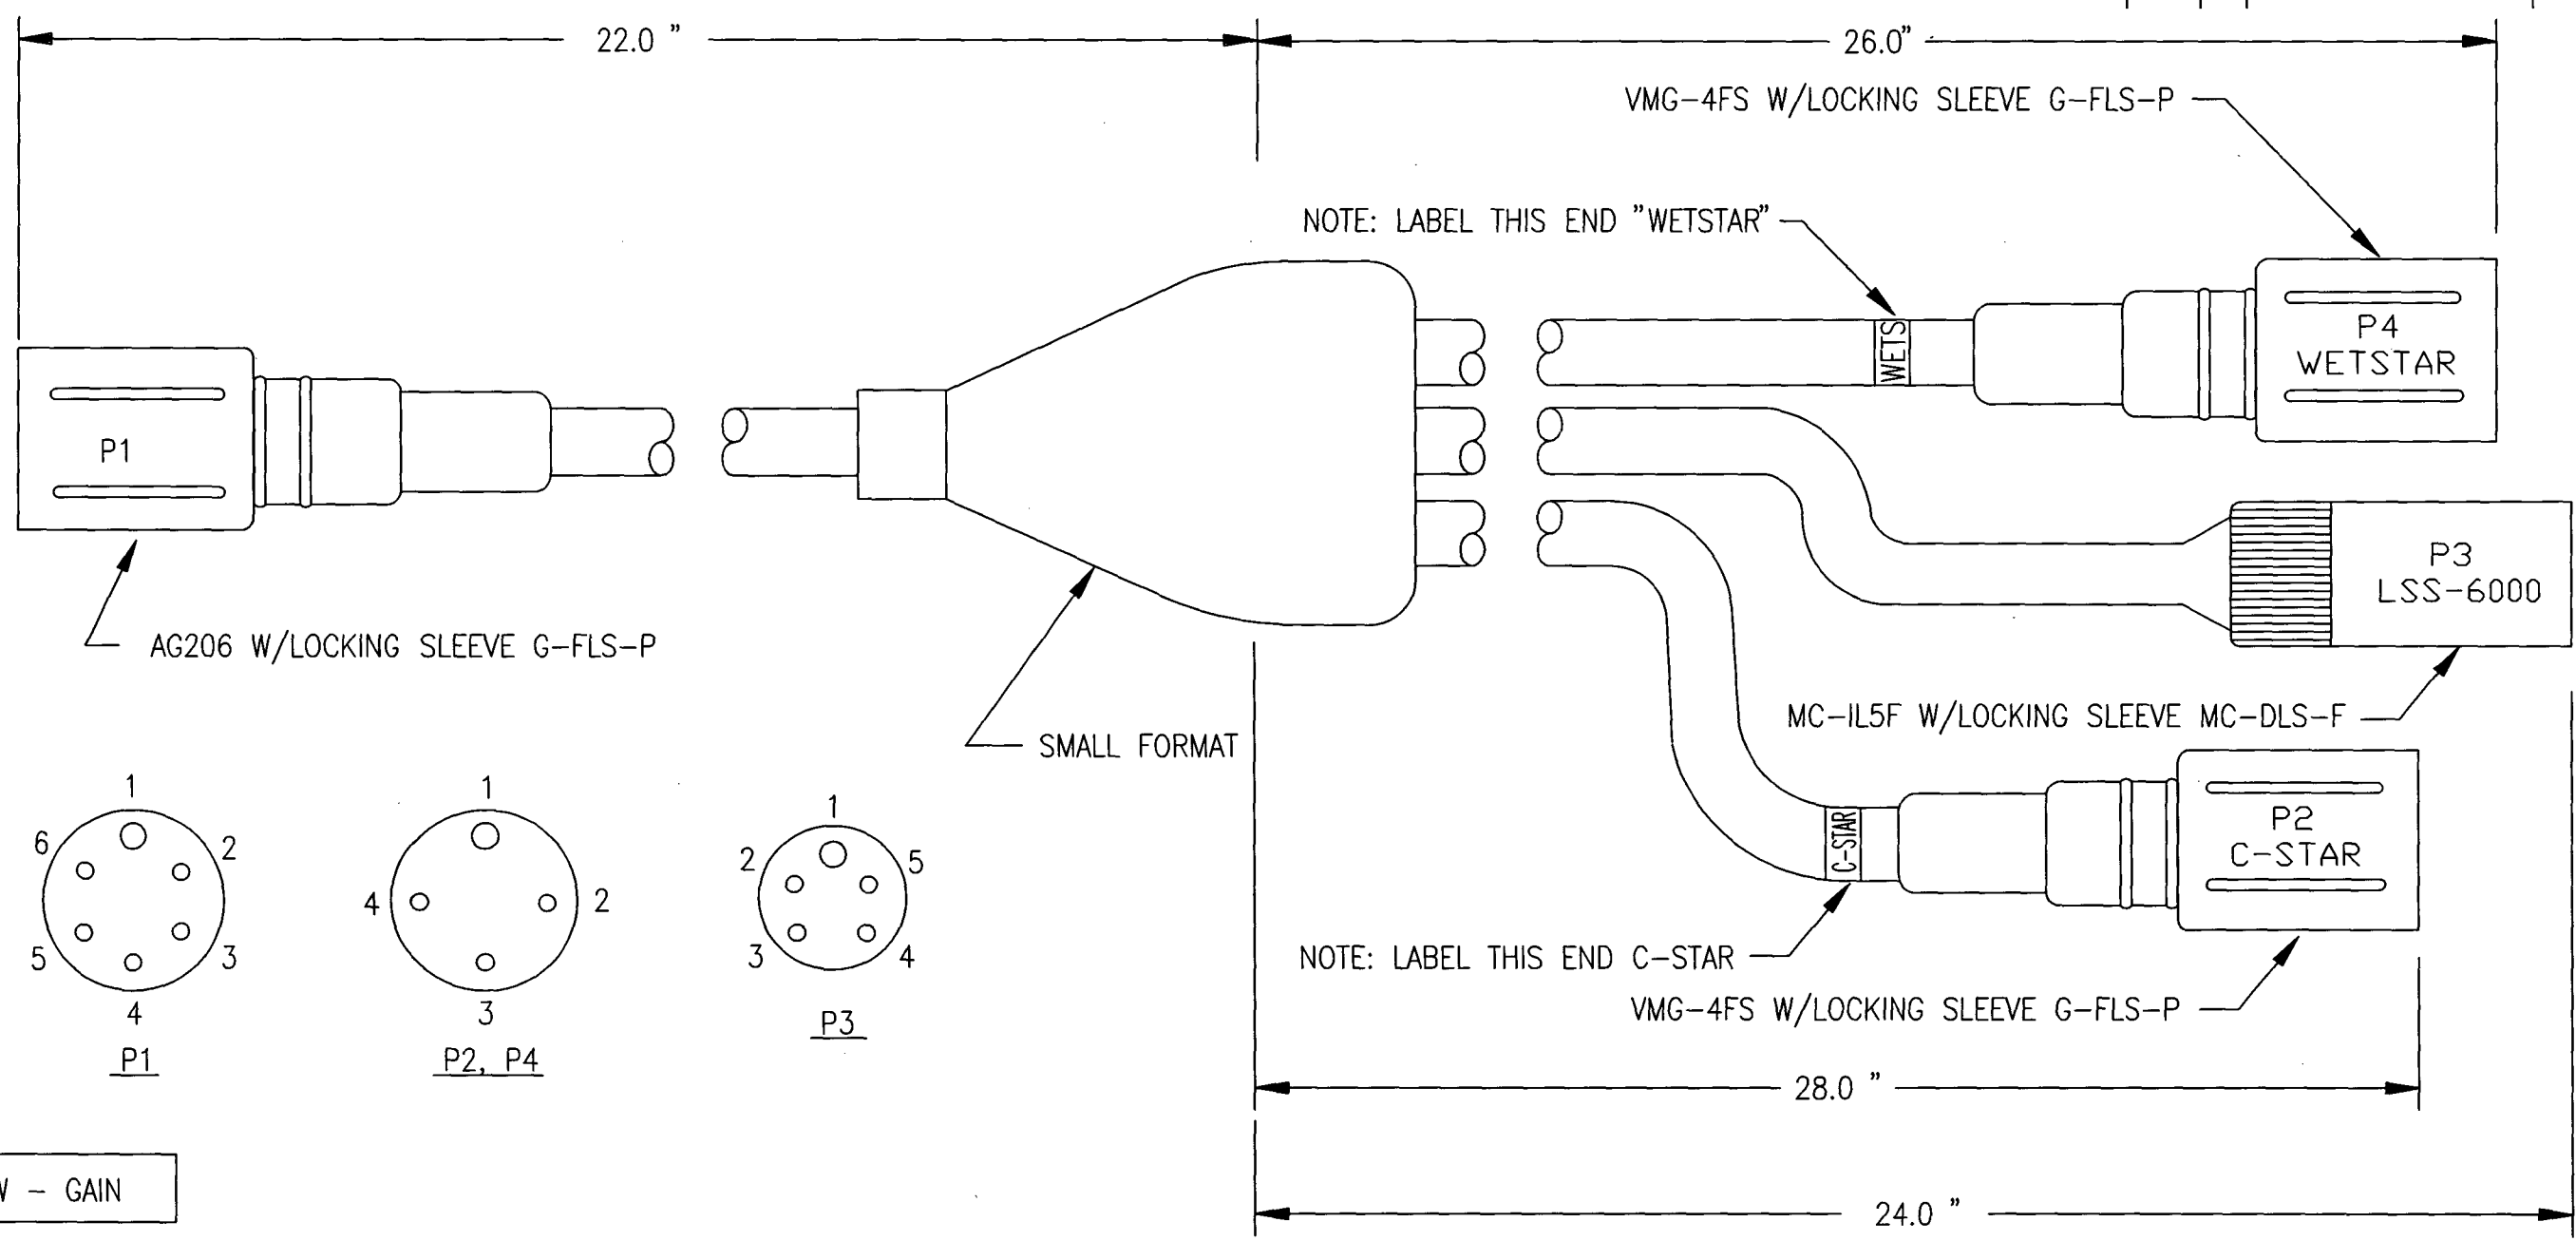 22.0 "
26.0"
VMG-4FS W/LOCKING SLEEVE G-FLS-P
NOTE: LABEL THIS END "WETSTAR"
WETS
P4
WETSTAR
P1
P3
LSS-6000
AG206 W/LOCKING SLEEVE G-FLS-P
MC-IL5F W/LOCKING SLEEVE MC-DLS-F
SMALL FORMAT
C-STAR
P2
C-STAR
NOTE: LABEL THIS END C-STAR
VMG-4FS W/LOCKING SLEEVE G-FLS-P
1
6
2
5
3
4
P1
1
4
2
3
P2, P4
1
2
5
3
4
P3
28.0 "
- GAIN
24.0 "